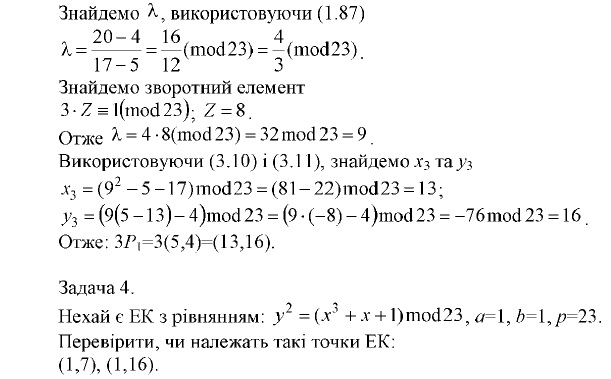 Знайдемо λ, використовуючи (1.87)
λ = (20 − 4)/(17 − 5) = 16/12 (mod 23) = 4/3 (mod 23).
Знайдемо зворотний елемент
3 · Z ≡ 1(mod 23); Z = 8.
Отже λ = 4 · 8(mod 23) = 32 mod 23 = 9.
Використовуючи (3.10) і (3.11), знайдемо x₃ та y₃
x₃ = (9² − 5 − 17) mod 23 = (81 − 22) mod 23 = 13;
y₃ = (9(5 − 13) − 4) mod 23 = (9 · (−8) − 4) mod 23 = −76 mod 23 = 16.
Отже: 3P₁=3(5,4)=(13,16).
Задача 4.
Нехай є ЕК з рівнянням: y² = (x³ + x + 1) mod 23, a=1, b=1, p=23.
Перевірити, чи належать такі точки ЕК:
(1,7), (1,16).